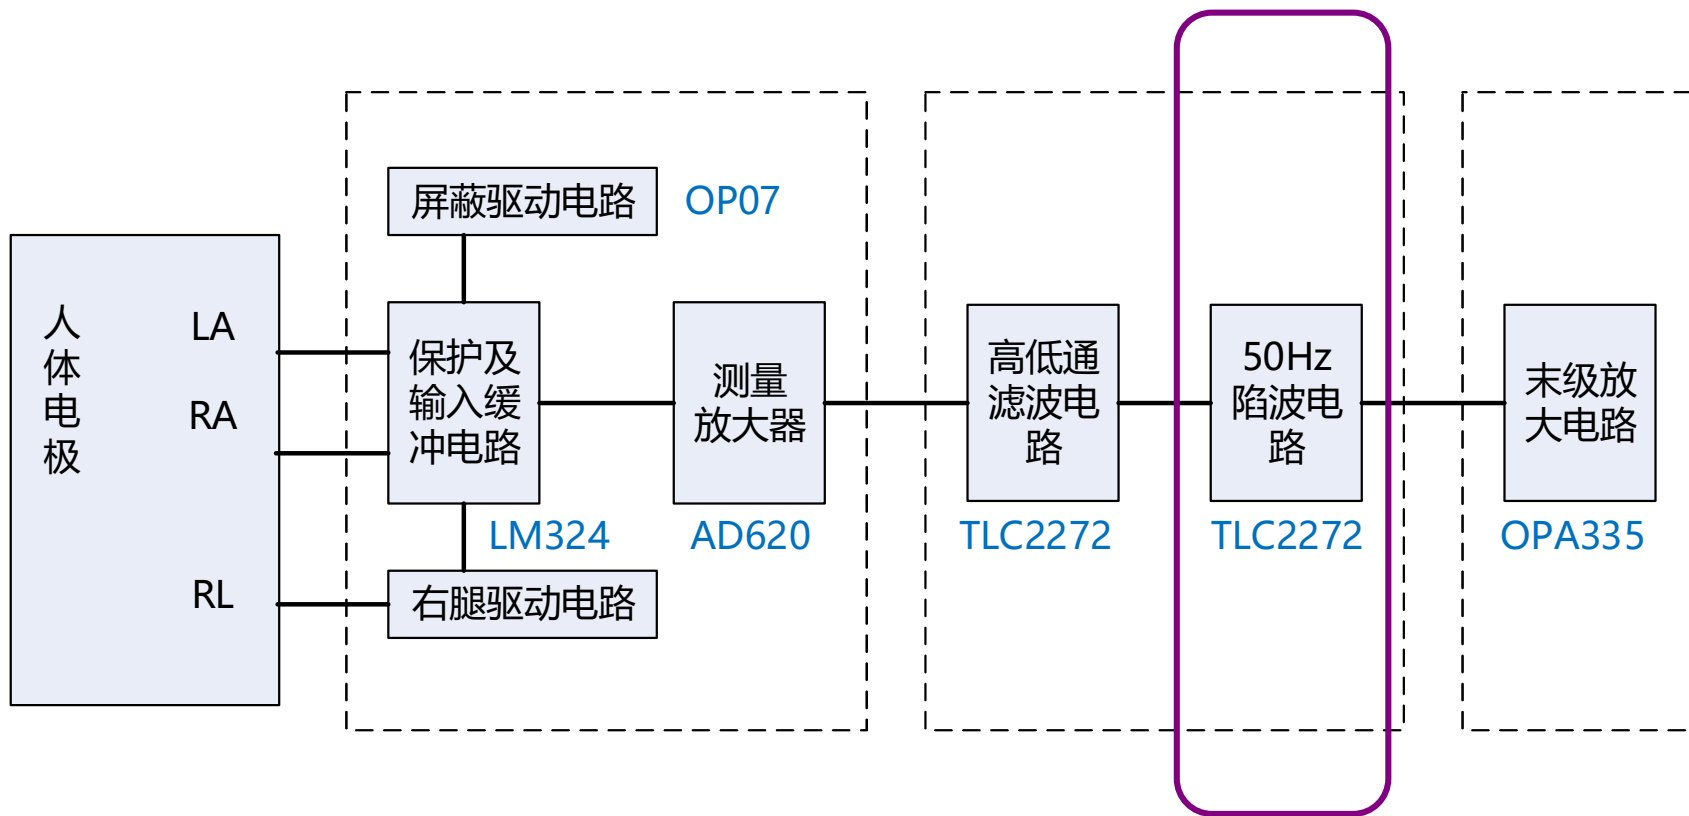 人
体
电
极
LA
RA
RL
屏蔽驱动电路
OP07
保护及
输入缓
冲电路
LM324
右腿驱动电路
测量
放大器
AD620
高低通
滤波电
路
TLC2272
50Hz
陷波电
路
TLC2272
末级放
大电路
OPA335